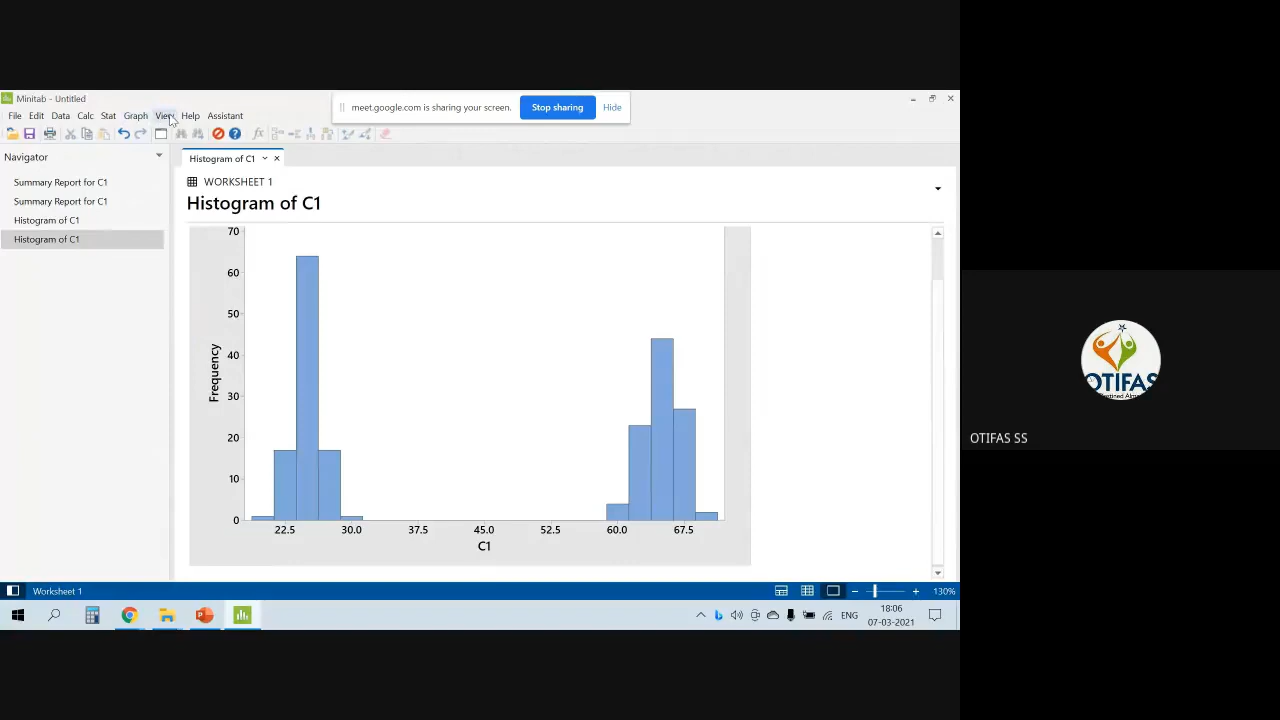 Minitab - Untitled
meet.google.com is sharing your screen. Stop sharing Hide
File Edit Data Calc Stat Graph View Help Assistant
Navigator
Histogram of C1
Summary Report for C1
Summary Report for C1
Histogram of C1
Histogram of C1
WORKSHEET 1
Histogram of C1
70
60
50
40
30
20
10
0
Frequency
22.5 30.0 37.5 45.0 52.5 60.0 67.5
C1
Worksheet 1
130%
ENG
18:06
07-03-2021
OTIFAS
OTIFAS SS